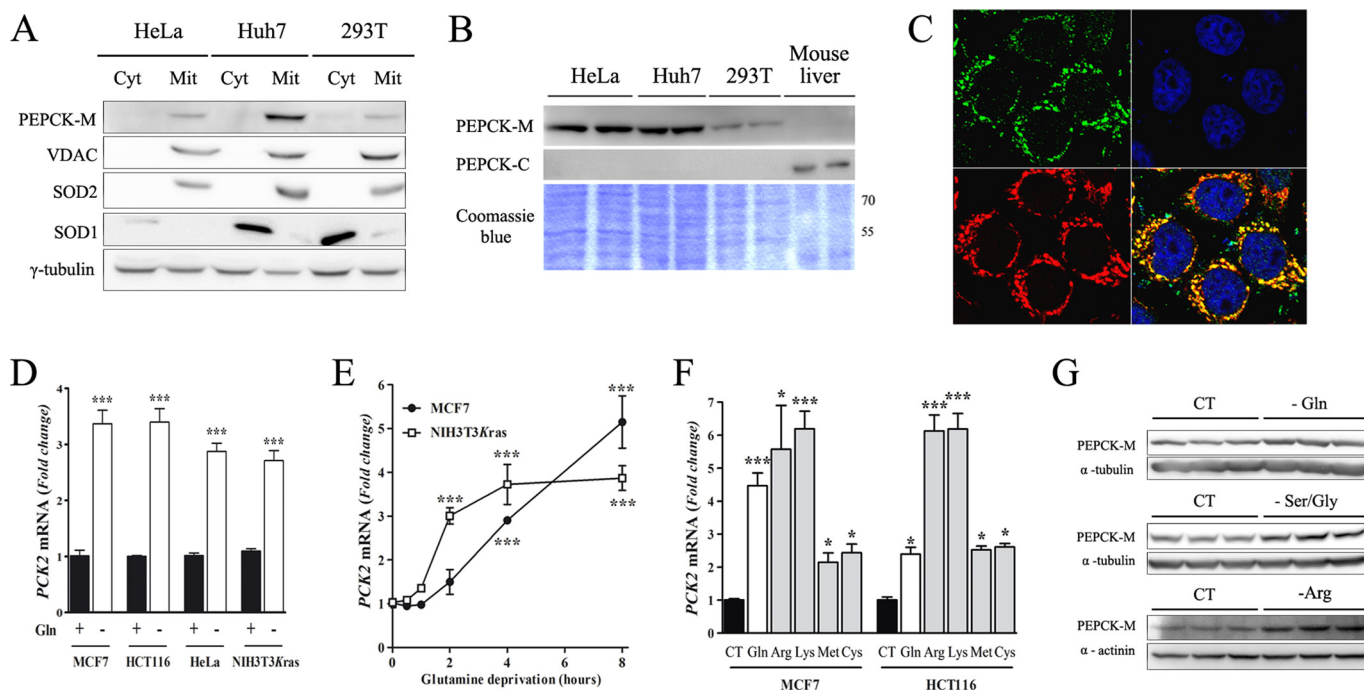 A
HeLa Huh7 293T
Cyt Mit Cyt Mit Cyt Mit
PEPCK-M
VDAC
SOD2
SOD1
γ-tubulin
B
HeLa Huh7 293T Mouse liver
PEPCK-M
PEPCK-C
Coomassie blue
70
55
C
D
PCK2 mRNA (Fold change)
4
3
2
1
0
*** *** *** ***
Gln + - + - + - + -
MCF7 HCT116 HeLa NIH3T3Kras
E
PCK2 mRNA (Fold change)
6
5
4
3
2
1
0
MCF7
NIH3T3Kras
***
***
***
***
***
0 2 4 6 8
Glutamine deprivation (hours)
F
PCK2 mRNA (Fold change)
7
6
5
4
3
2
1
0
*** * *** * * * *** *** * *
CT Gln Arg Lys Met Cys CT Gln Arg Lys Met Cys
MCF7 HCT116
G
CT - Gln
PEPCK-M
α -tubulin
CT - Ser/Gly
PEPCK-M
α -tubulin
CT -Arg
PEPCK-M
α - actinin